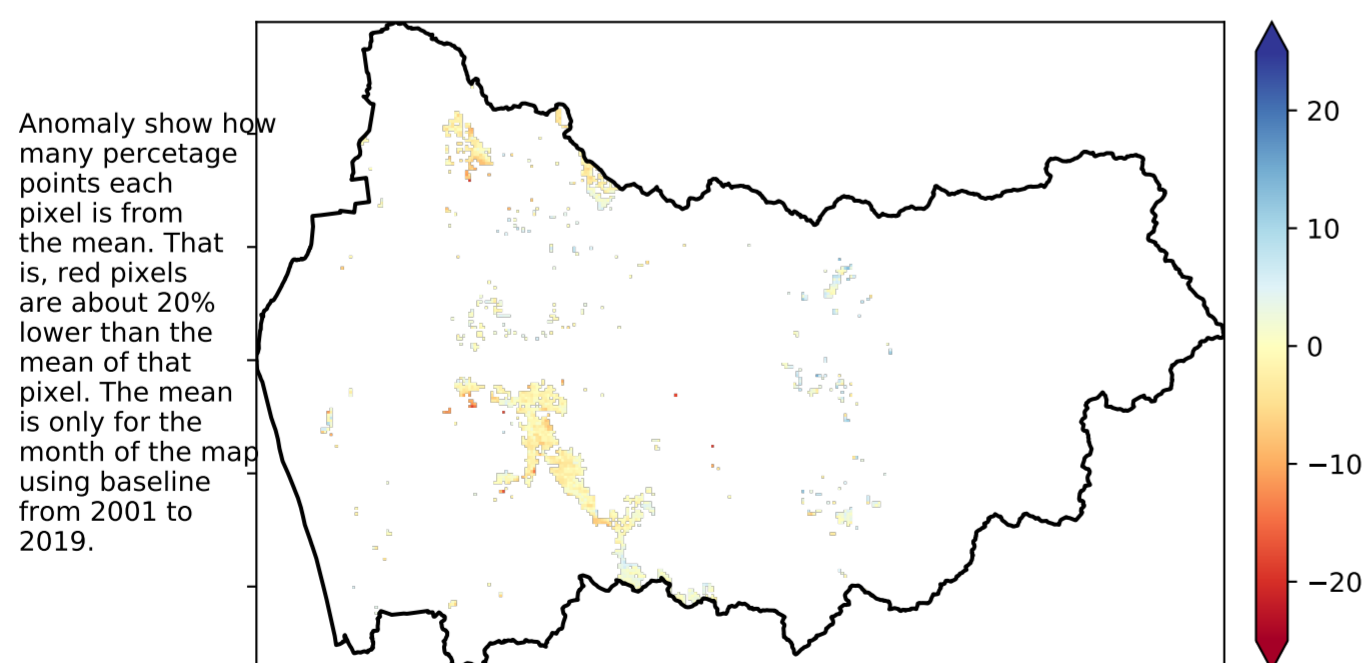 Anomaly show how
many percetage
points each
pixel is from
the mean. That
is, red pixels
are about 20%
lower than the
mean of that
pixel. The mean
is only for the
month of the map
using baseline
from 2001 to
2019.
20
10
0
−10
−20